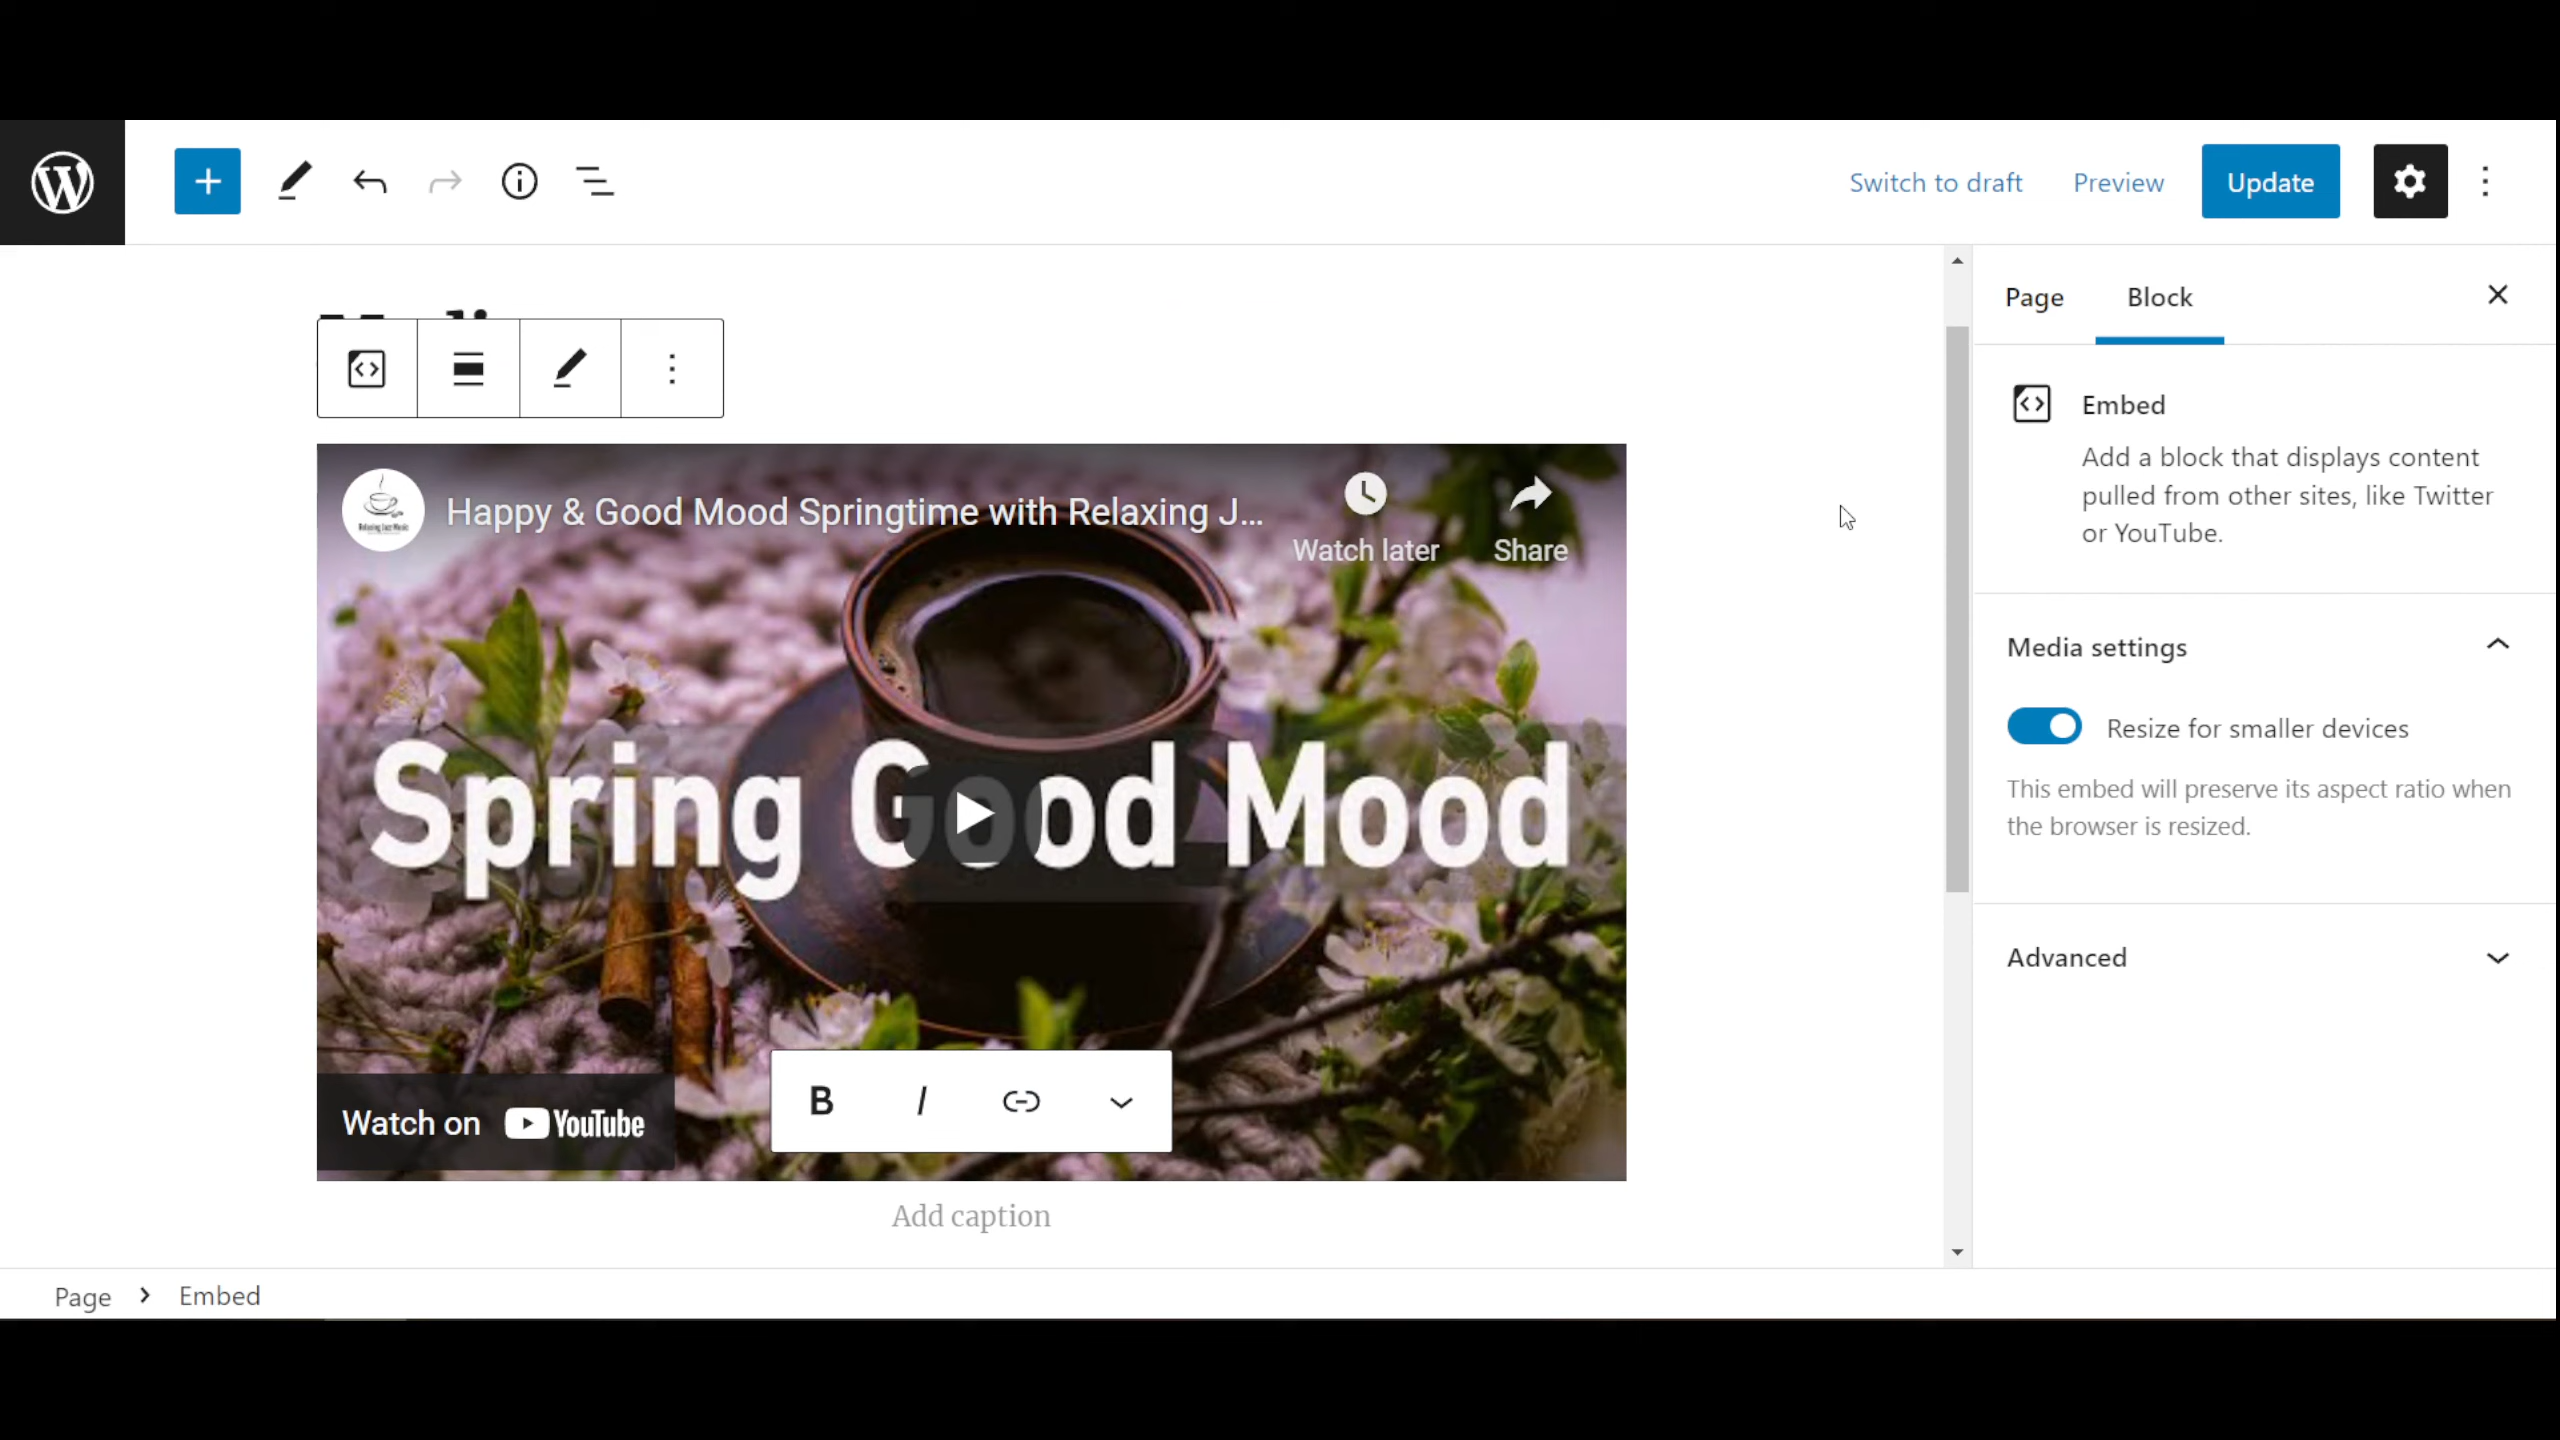 Switch to draft
Preview
Update
Page
Block
Embed
Add a block that displays content
pulled from other sites, like Twitter
or YouTube.
Media settings
Resize for smaller devices
This embed will preserve its aspect ratio when
the browser is resized.
Advanced
Relaxing Jazz Music
Happy & Good Mood Springtime with Relaxing J...
Watch later
Share
Spring Good Mood
Watch on YouTube
B I
Add caption
Page > Embed